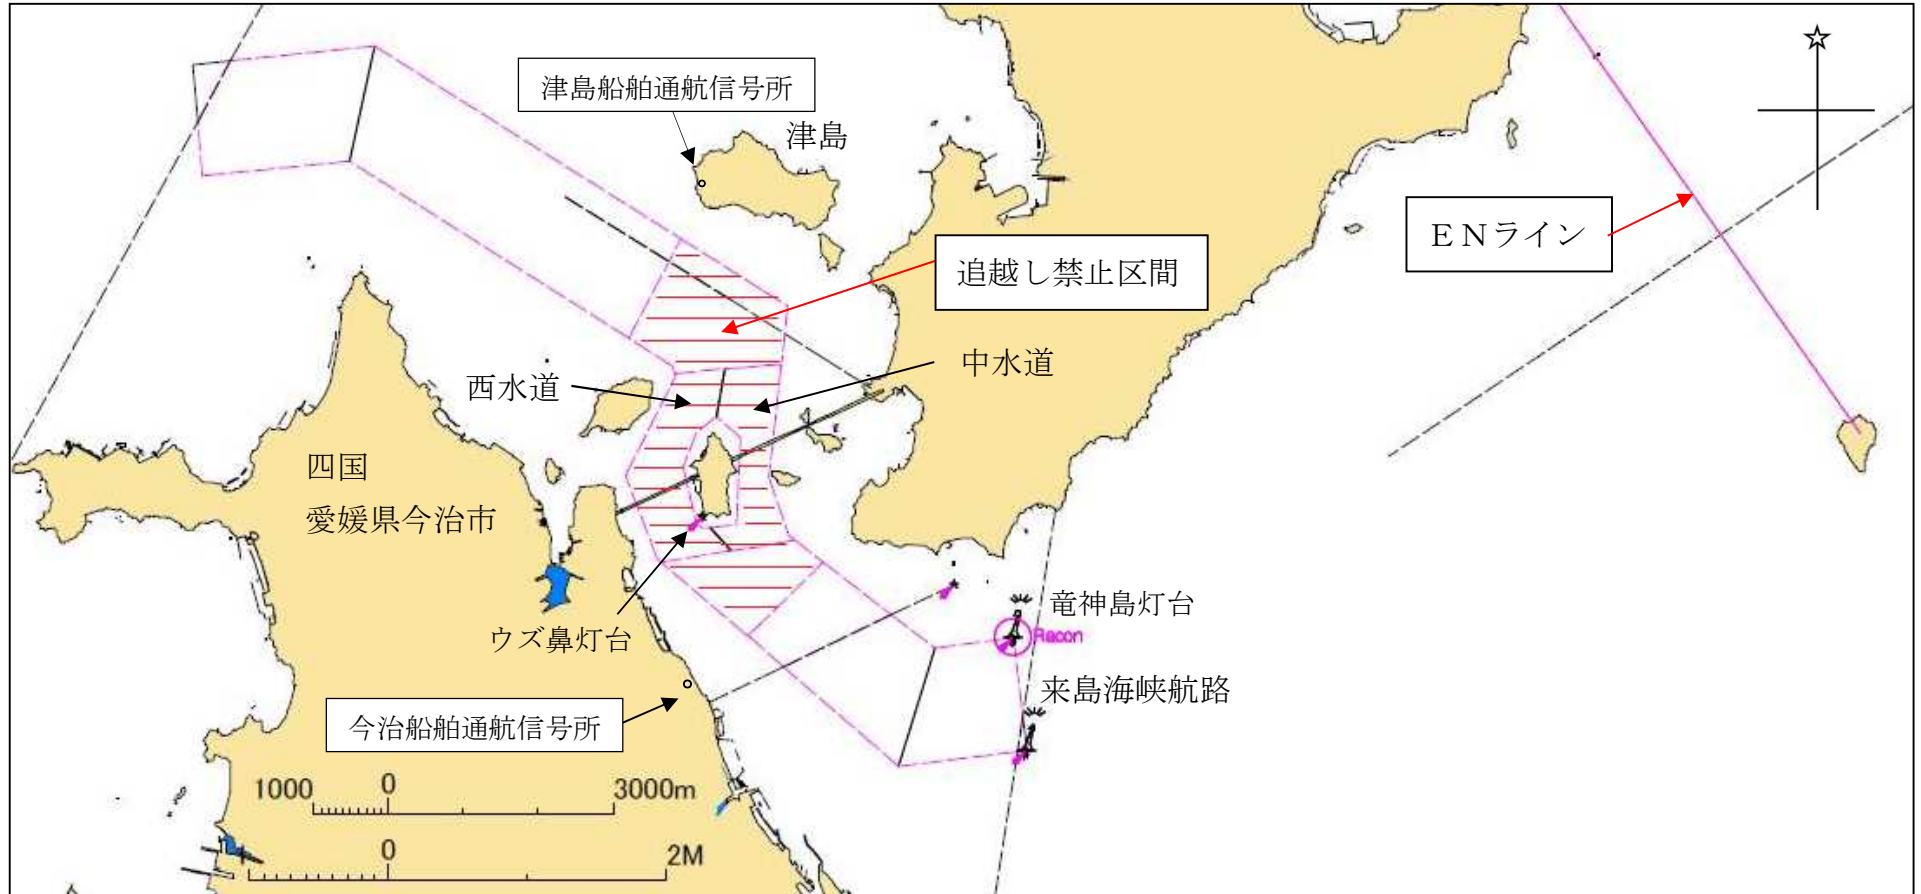 津島船舶通航信号所
津島
ENライン
追越し禁止区間
中水道
西水道
四国
愛媛県今治市
竜神島灯台
Racon
ウズ鼻灯台
来島海峡航路
今治船舶通航信号所
1000 0 3000m
0 2M